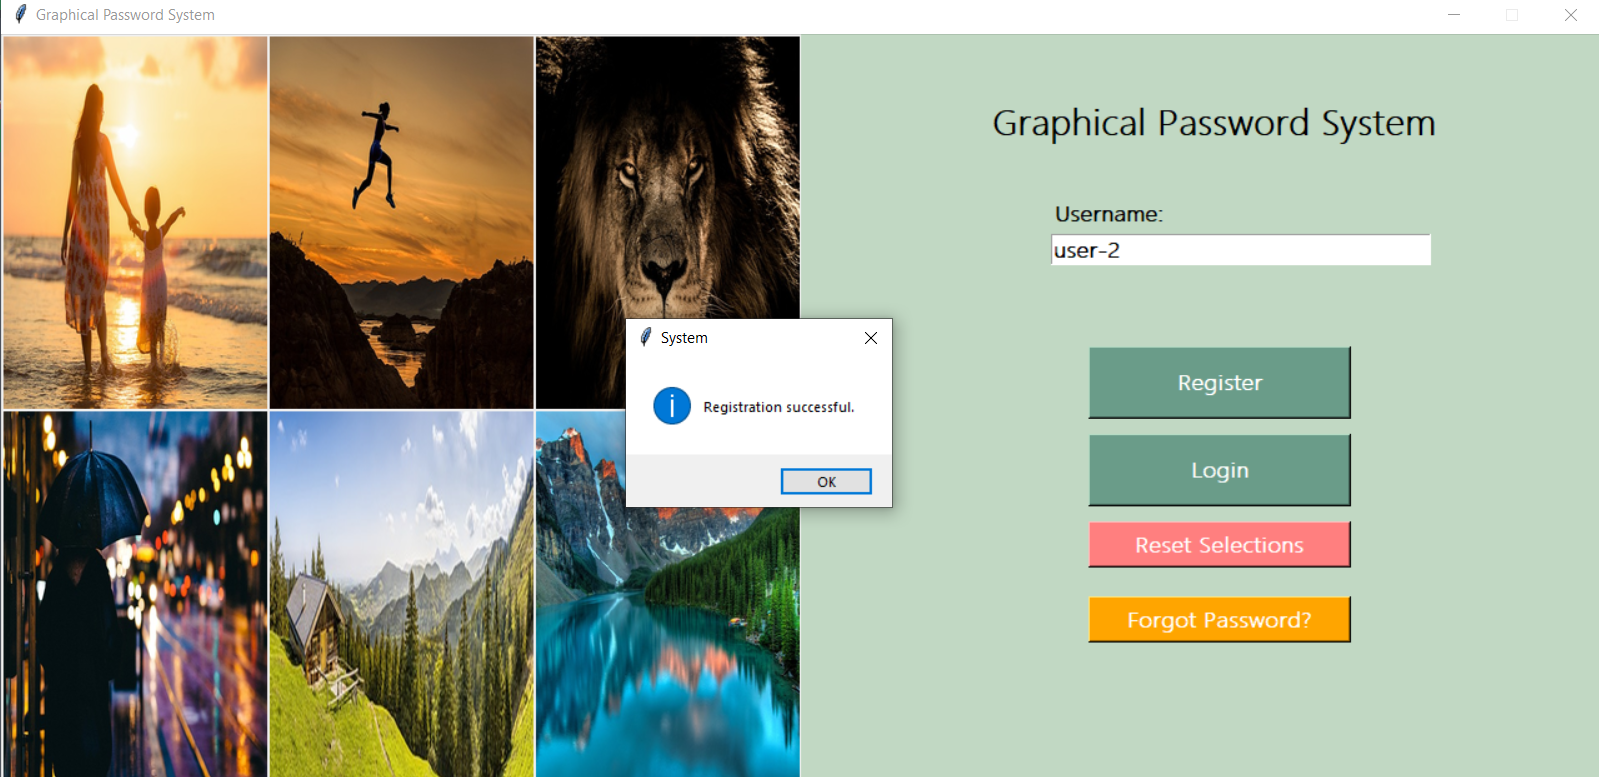 Graphical Password System
Graphical Password System
Username:
user-2
System
Registration successful.
OK
Register
Login
Reset Selections
Forgot Password?